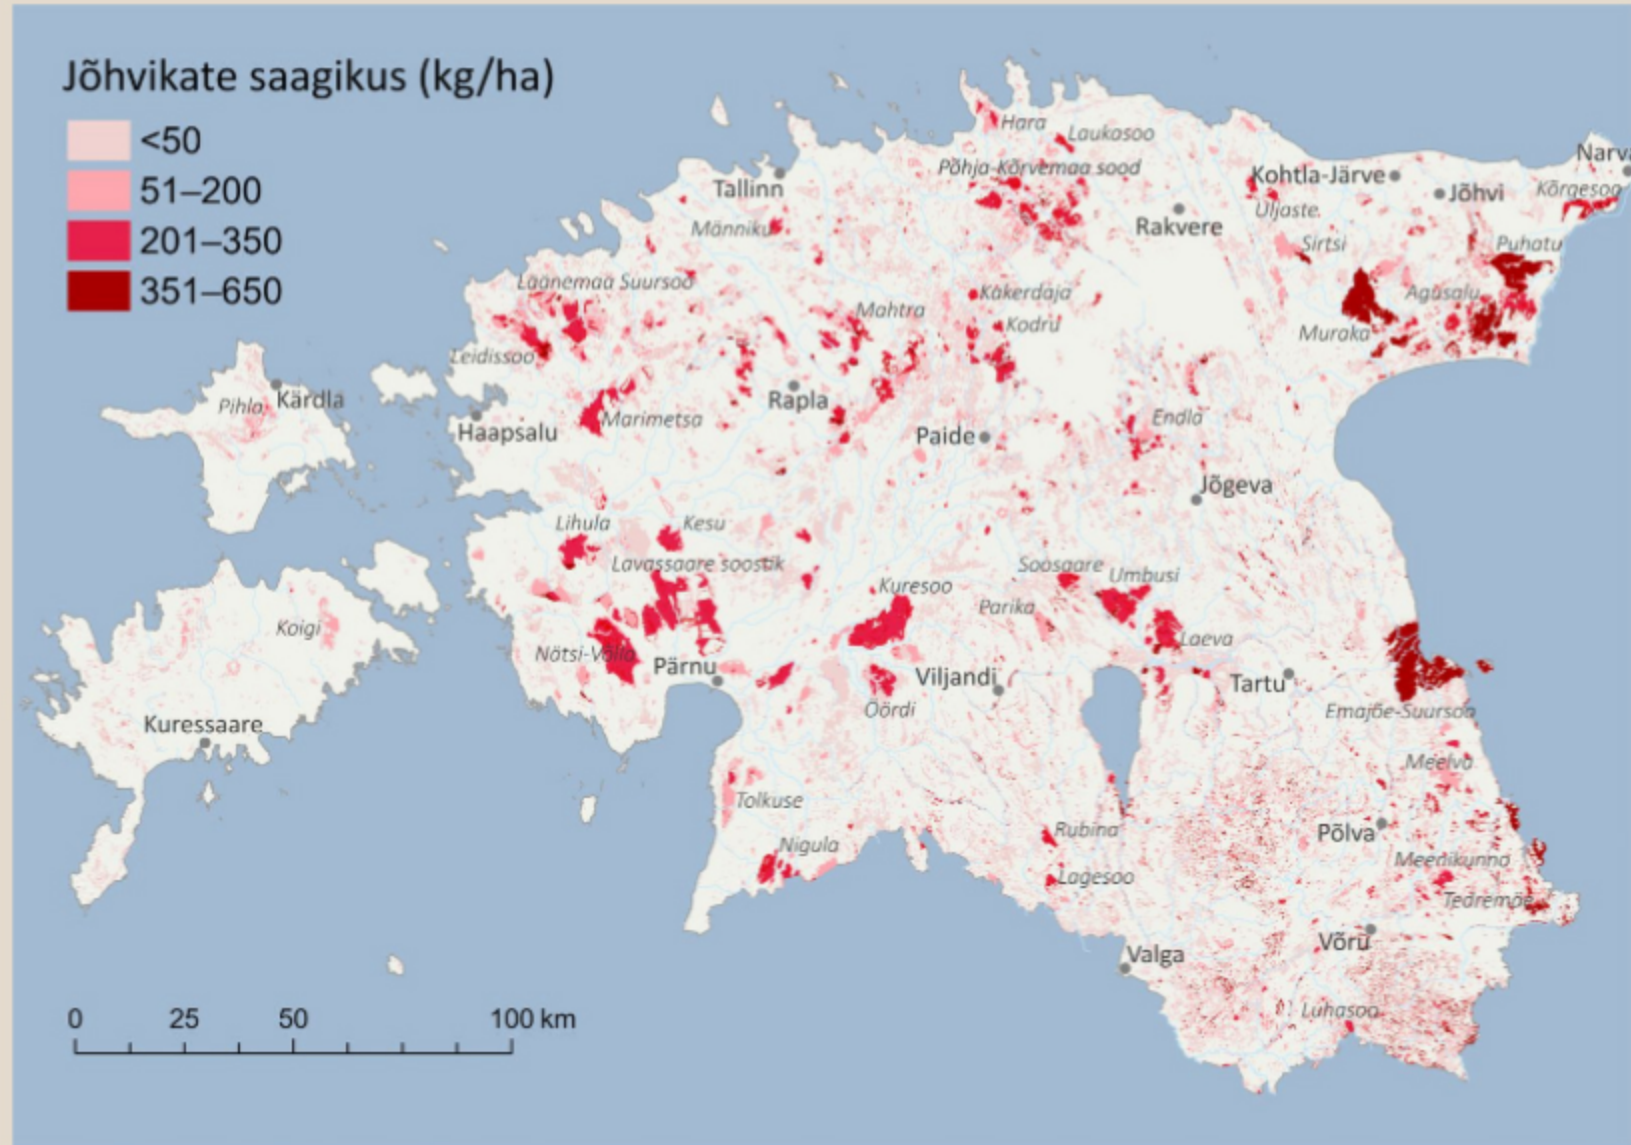 Jõhvikate saagikus (kg/ha)
<50
51–200
201–350
351–650
Hara
Laukasoo
Põhja-Kõrvemaa sood
Tallinn
Männiku
Rakvere
Kohtla-Järve
Jõhvi
Narva
Kõrgesoo
Uljaste
Sirtsi
Puhatu
Agusalu
Muraka
Läänemaa Suursoo
Leidissoo
Mahtra
Käkerdaja
Kodru
Pihla
Kärdla
Haapsalu
Marimetsa
Rapla
Paide
Endla
Jõgeva
Lihula
Kesu
Lavassaare soostik
Kuresoo
Soosaare
Umbusi
Parika
Laeva
Koigi
Nätsi-Võlla
Pärnu
Viljandi
Öördi
Tartu
Emajõe-Suursoo
Kuressaare
Meelva
Tolkuse
Nigula
Rubina
Lagesoo
Põlva
Meenikunno
Tedremäe
Võru
Valga
Luhasoo
0 25 50 100 km